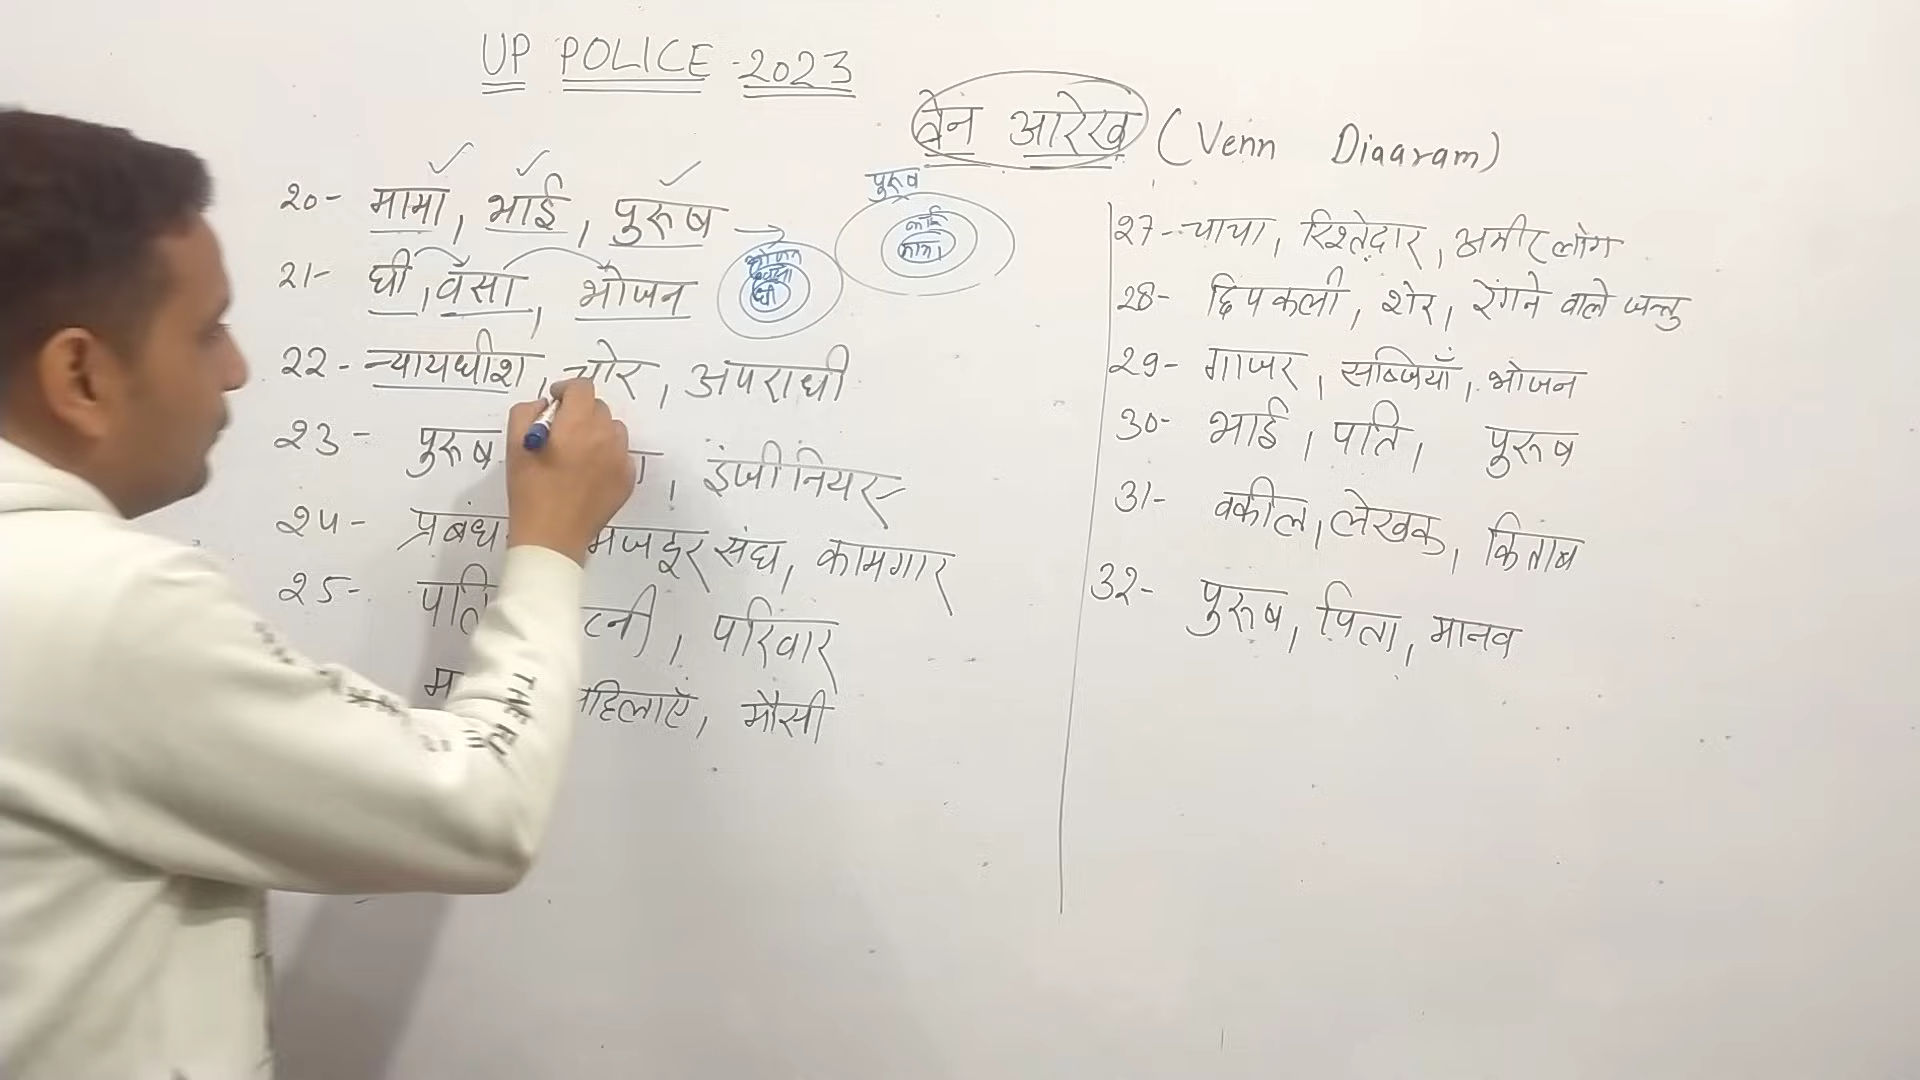 UP POLICE-2023
वेन आरेख (Venn Diagram)
20- मामा, भाई, पुरूष
पुरूष
भाई
मामा
21- घी, वसा, भोजन
भोजन
वसा
घी
22- न्यायधीश, चोर, अपराधी
23- पुरूष, इंजीनियर
24- प्रबंध मजदूर संघ, कामगार
25- पति त्नी, परिवार
म महिलाएँ, मौसी
27- चाचा, रिश्तेदार, अमीर लोग
28- छिपकली, शेर, रेंगने वाले जन्तु
29- गाजर, सब्जियाँ, भोजन
30- भाई, पति, पुरूष
31- वकील, लेखक, किताब
32- पुरूष, पिता, मानव